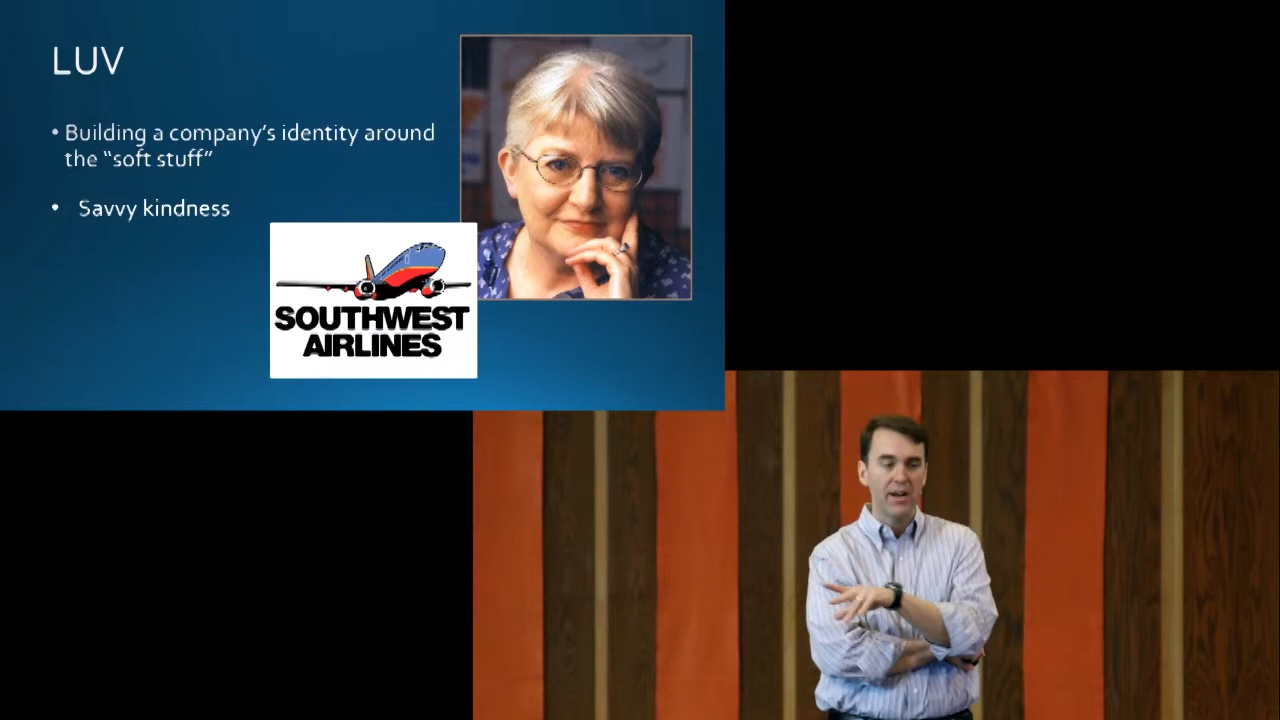 LUV
• Building a company's identity around
the “soft stuff”
• Savvy kindness
SOUTHWEST
AIRLINES